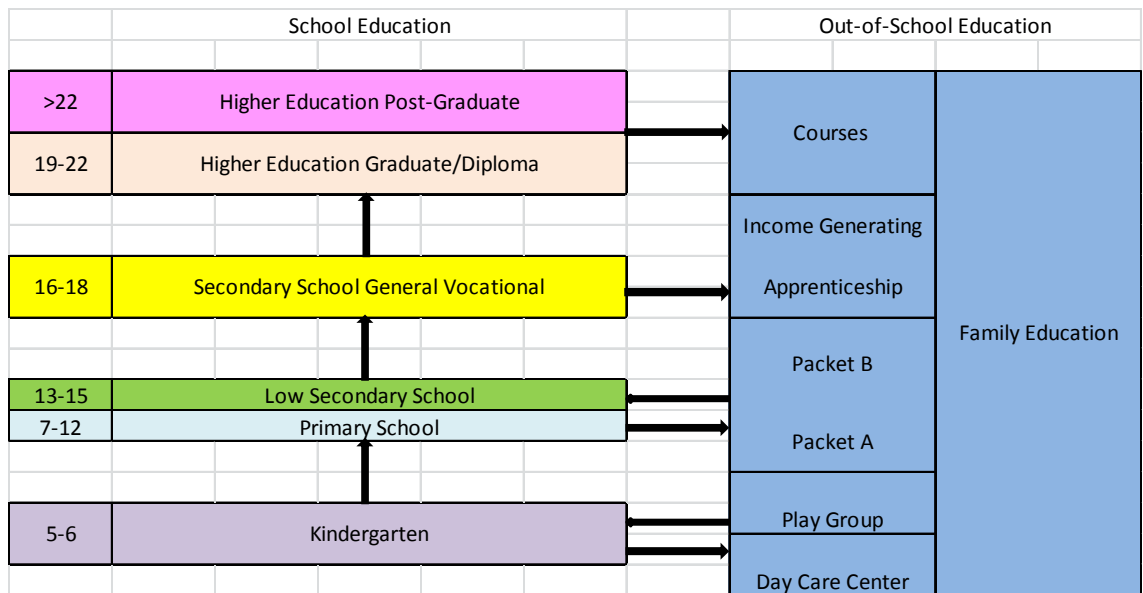 School Education
Out-of-School Education
>22
Higher Education Post-Graduate
Courses
19-22
Higher Education Graduate/Diploma
Income Generating
16-18
Secondary School General Vocational
Apprenticeship
Family Education
Packet B
13-15
Low Secondary School
7-12
Primary School
Packet A
5-6
Kindergarten
Play Group
Day Care Center